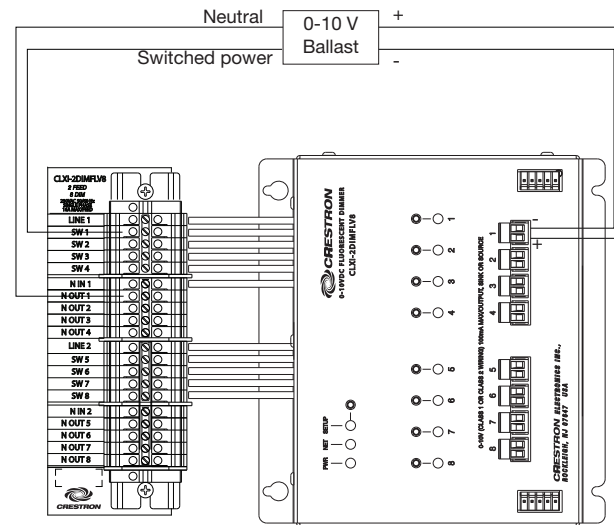 Neutral
0-10 V
Ballast
+
Switched power
-
CLXI-2DIMFLV8
2 FEED
8 DIM
LINE 1
SW 1
SW 2
SW 3
SW 4
N IN 1
N OUT 1
N OUT 2
N OUT 3
N OUT 4
LINE 2
SW 5
SW 6
SW 7
SW 8
N IN 2
N OUT 5
N OUT 6
N OUT 7
N OUT 8
CRESTRON
CRESTRON
0-10VDC FLUORESCENT DIMMER
CLXI-2DIMFLV8
SETUP
NET
PWR
1
2
3
4
5
6
7
8
0-10V (CLASS 1 OR CLASS 2 WIRING) 100mA MAX/OUTPUT, SINK OR SOURCE
1
2
3
4
5
6
7
8
-
+
CRESTRON ELECTRONICS INC.,
ROCKLEIGH, NJ 07647 USA